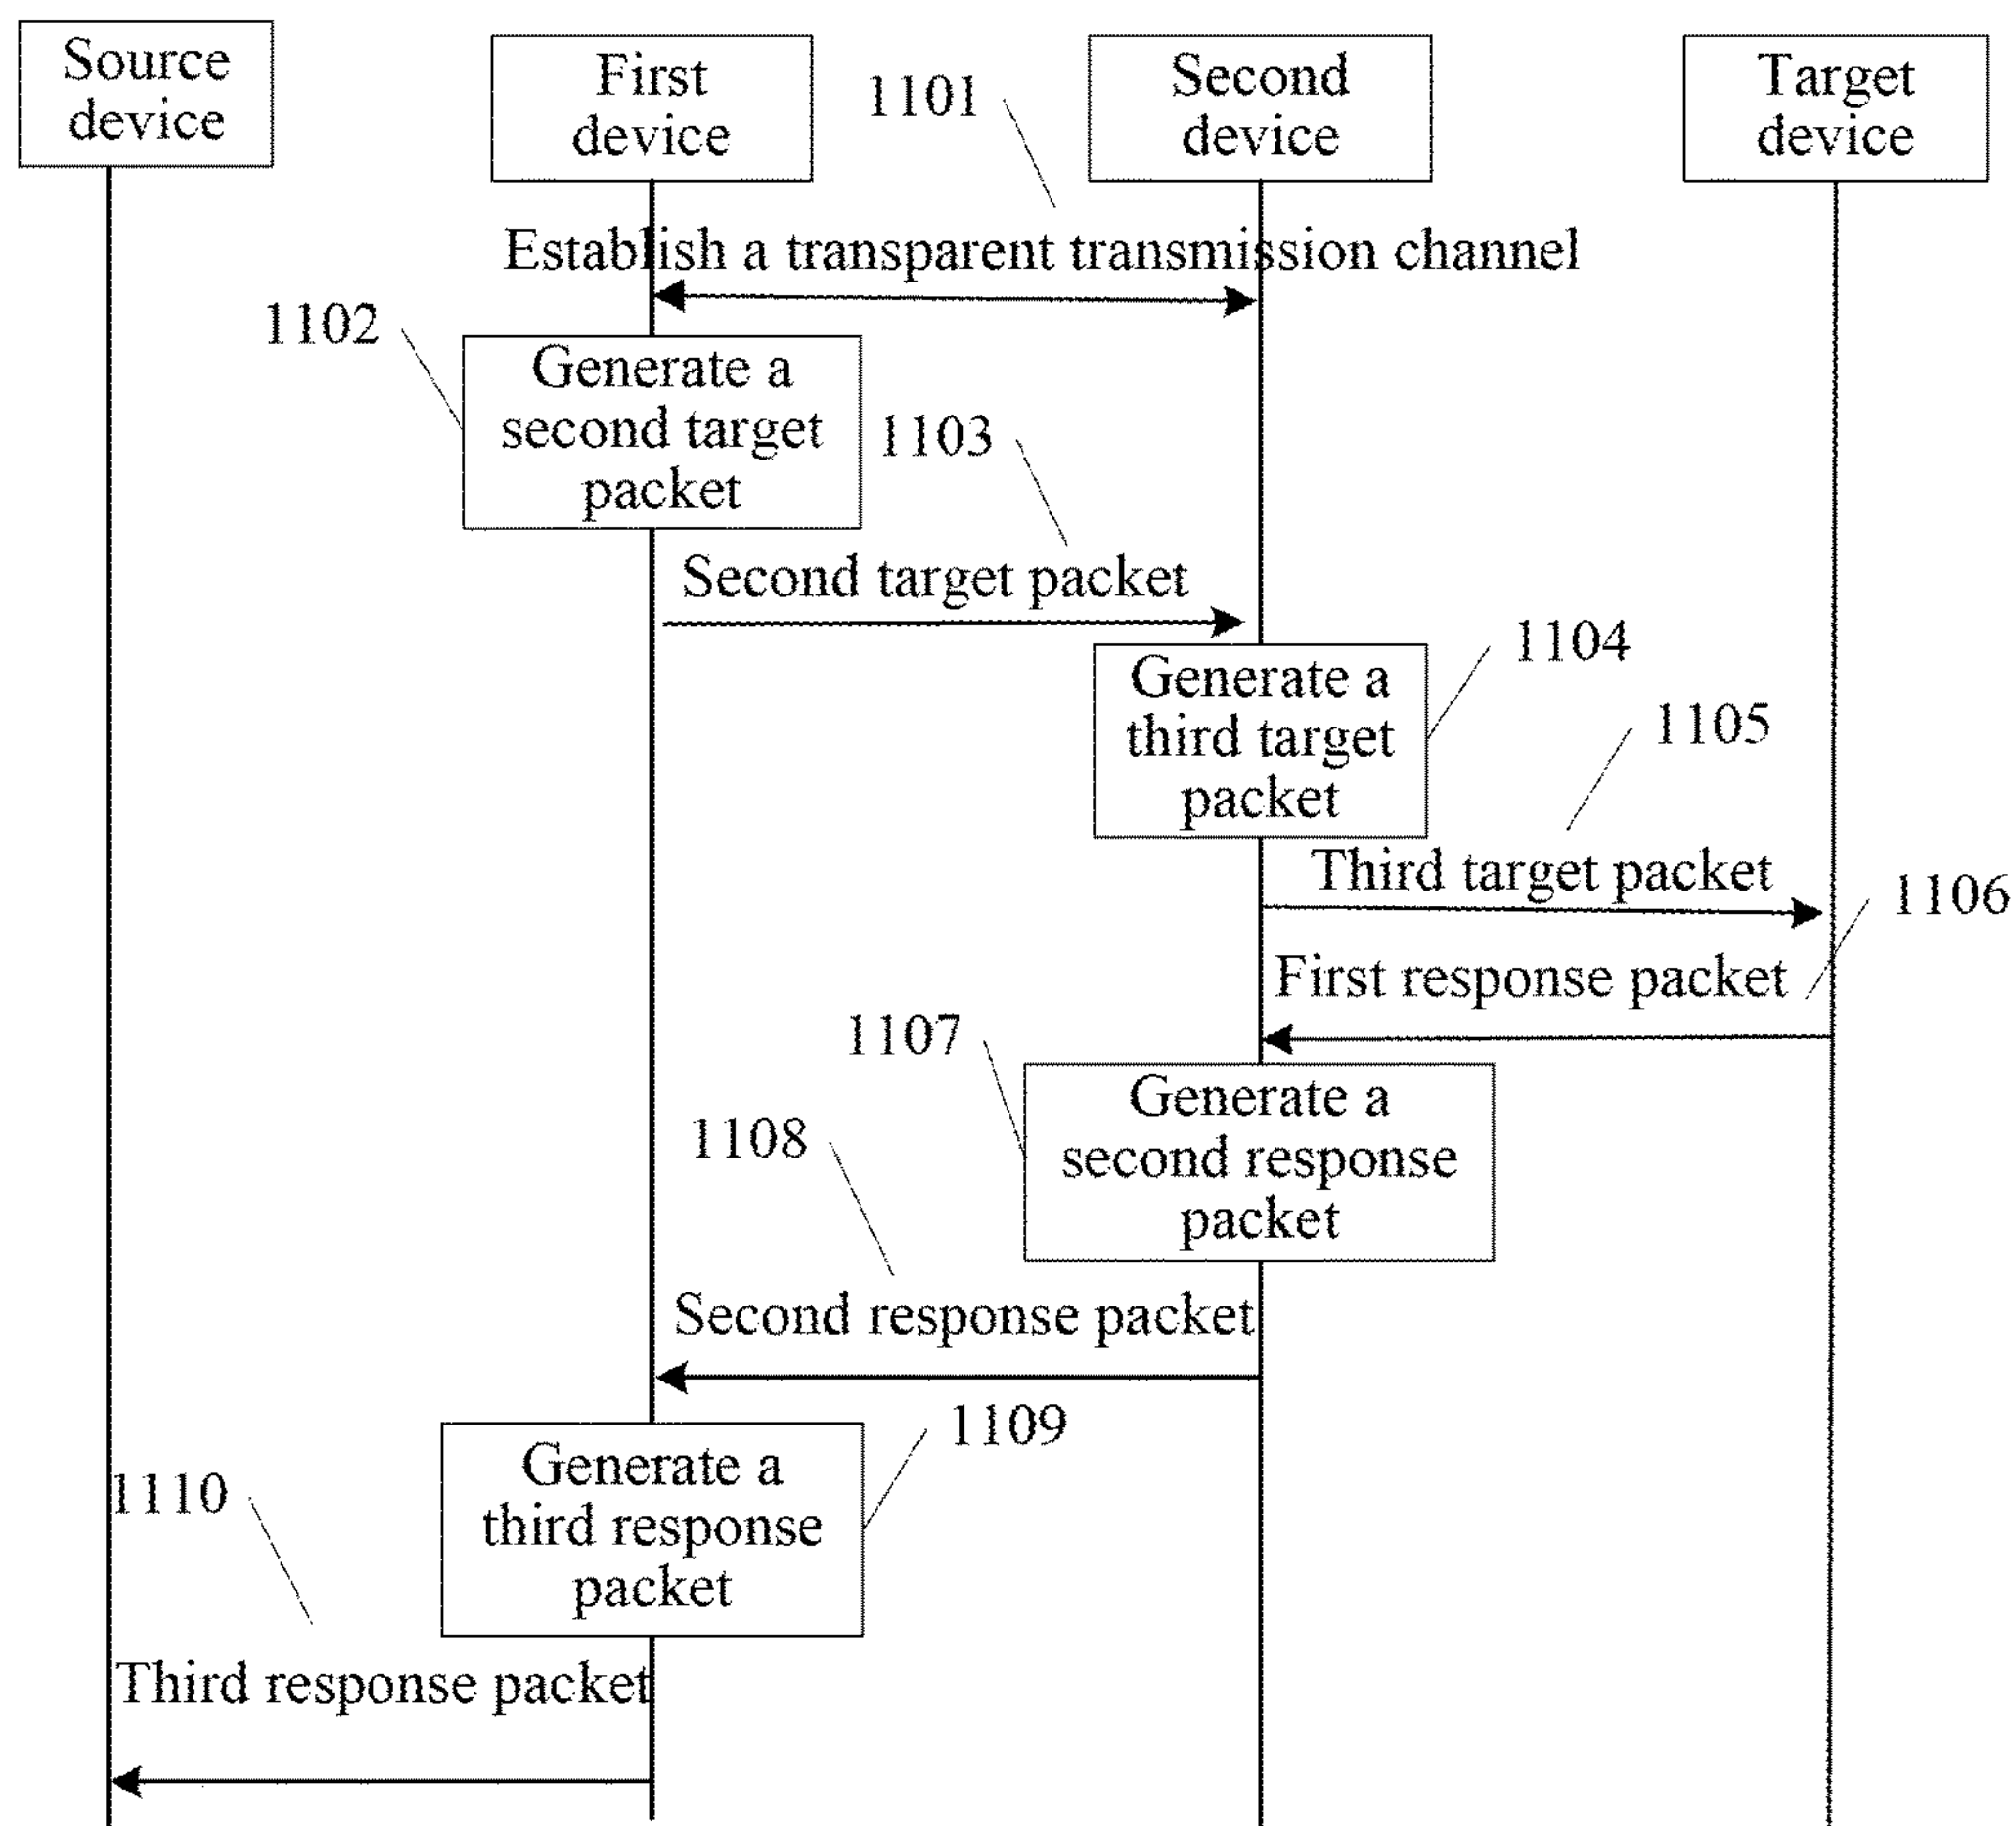 Source
device
First
device
1101
Second
device
Target
device
Establish a transparent transmission channel
1102
Generate a
second target
packet
1103
Second target packet
1104
Generate a
third target
packet
1105
Third target packet
1106
First response packet
1107
Generate a
second response
packet
1108
Second response packet
1109
Generate a
third response
packet
1110
Third response packet